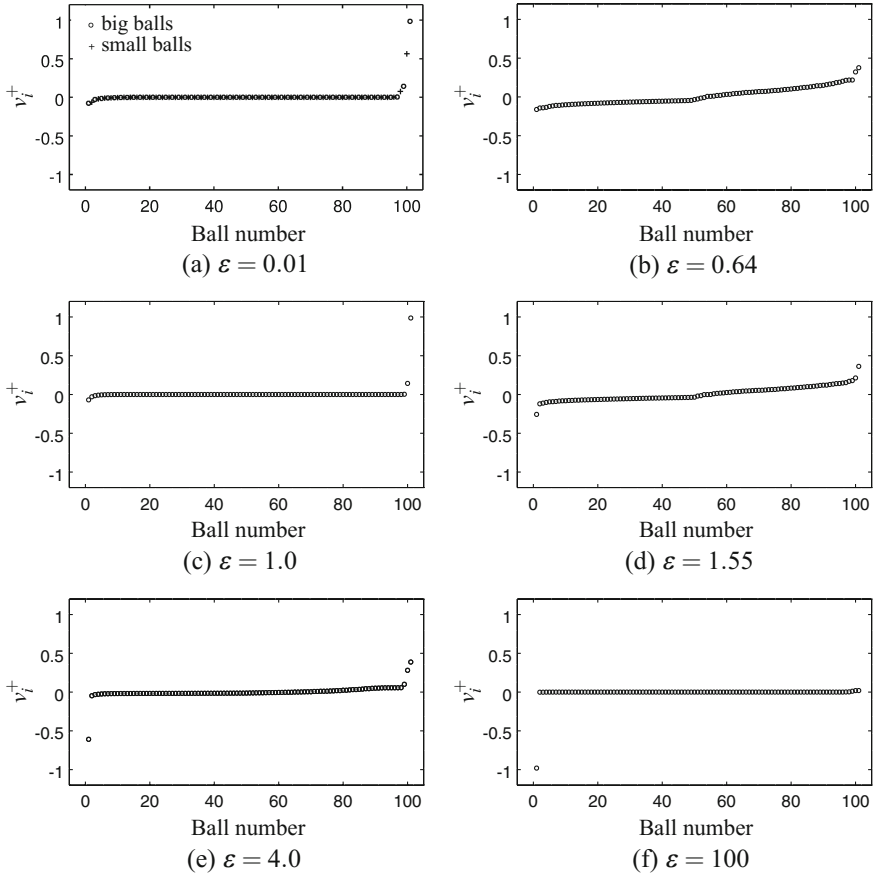 1
0.5
0
-0.5
-1
o big balls
+ small balls
v_i^+
0 20 40 60 80 100
Ball number
(a) ε = 0.01
1
0.5
0
-0.5
-1
v_i^+
0 20 40 60 80 100
Ball number
(b) ε = 0.64
1
0.5
0
-0.5
-1
v_i^+
0 20 40 60 80 100
Ball number
(c) ε = 1.0
1
0.5
0
-0.5
-1
v_i^+
0 20 40 60 80 100
Ball number
(d) ε = 1.55
1
0.5
0
-0.5
-1
v_i^+
0 20 40 60 80 100
Ball number
(e) ε = 4.0
1
0.5
0
-0.5
-1
v_i^+
0 20 40 60 80 100
Ball number
(f) ε = 100